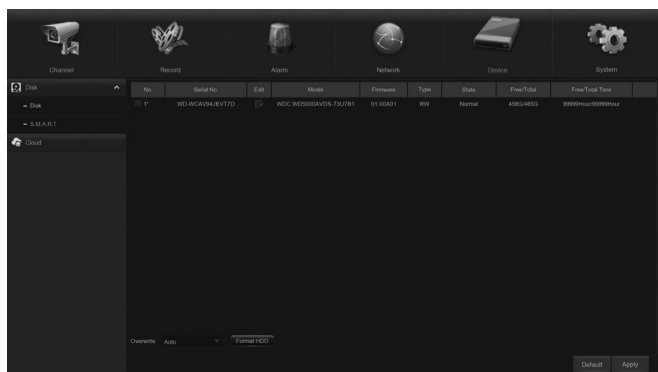 Channel Record Alarm Network Device System
Disk No. Serial No. Edit Model Firmware Type State Free/Total Free/Total Time
Disk 1* WD-WCAV94JEVT7D WDC WD5000AVDS-73U7B1 01.00A01 RW Normal 458G/465G 99999Hour/99999Hour
S.M.A.R.T
Cloud
Overwrite Auto Format HDD
Default Apply